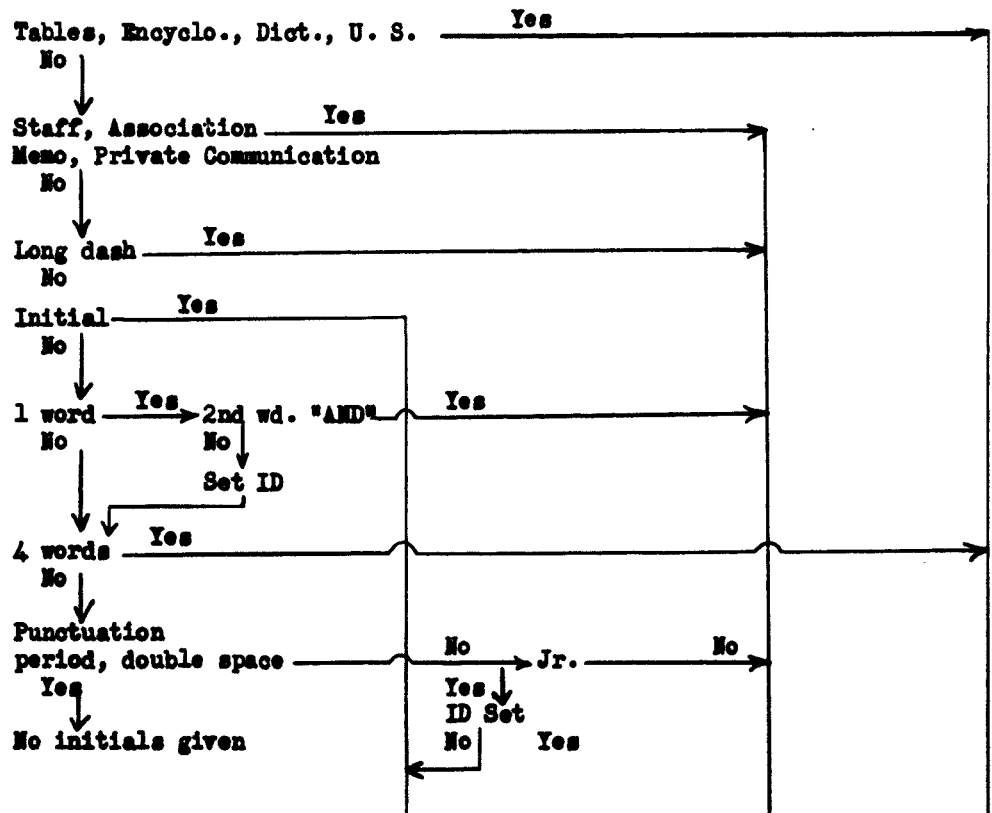 Yes
Tables, Encyclo., Dict., U. S.
No
Yes
Staff, Association
Memo, Private Communication
No
Yes
Long dash
No
Yes
Initial
No
1 word Yes 2nd wd. "AND" Yes
No No
Set ID
Yes
4 words
No
Punctuation
period, double space No Jr. No
Yes Yes
ID Set
No initials given No Yes